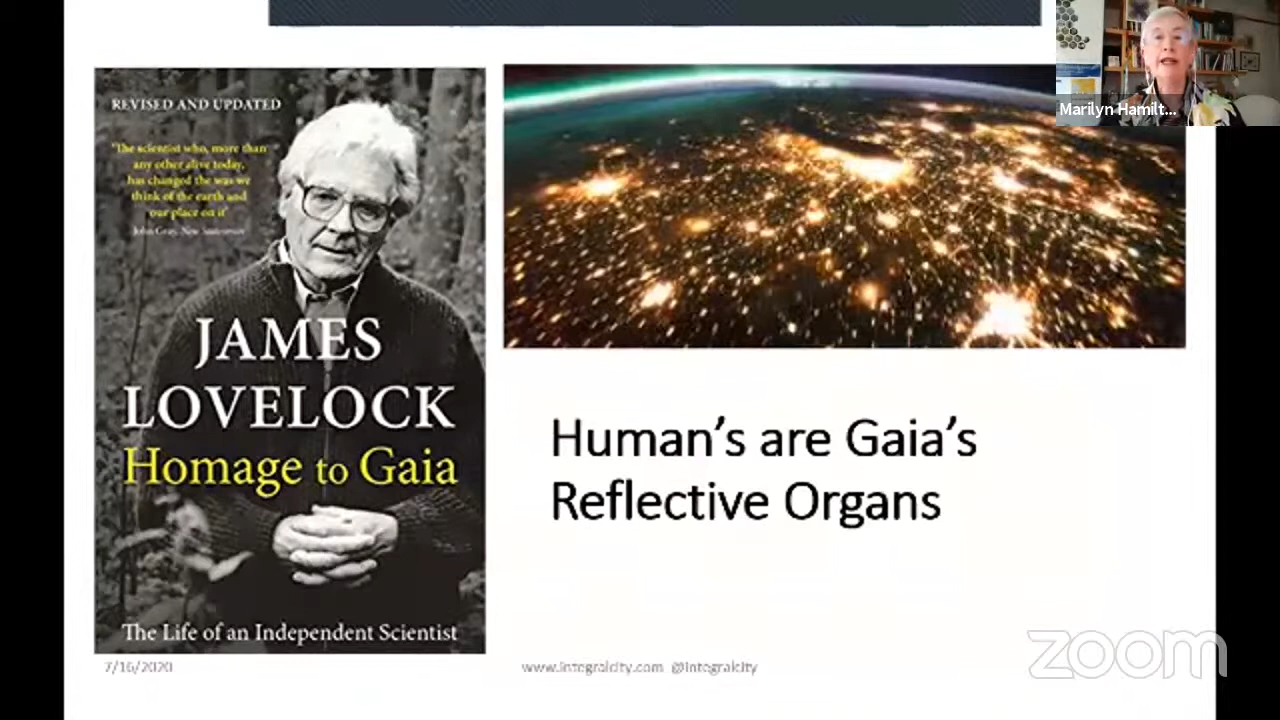 REVISED AND UPDATED
'The scientist who, more than
any other alive today,
has changed the way we
think of the earth and
our place on it'
John Gray, New Statesman
JAMES
LOVELOCK
Homage to Gaia
The Life of an Independent Scientist
Human's are Gaia's
Reflective Organs
Marilyn Hamilt...
7/16/2020
www.integralcity.com @integralcity
zoom